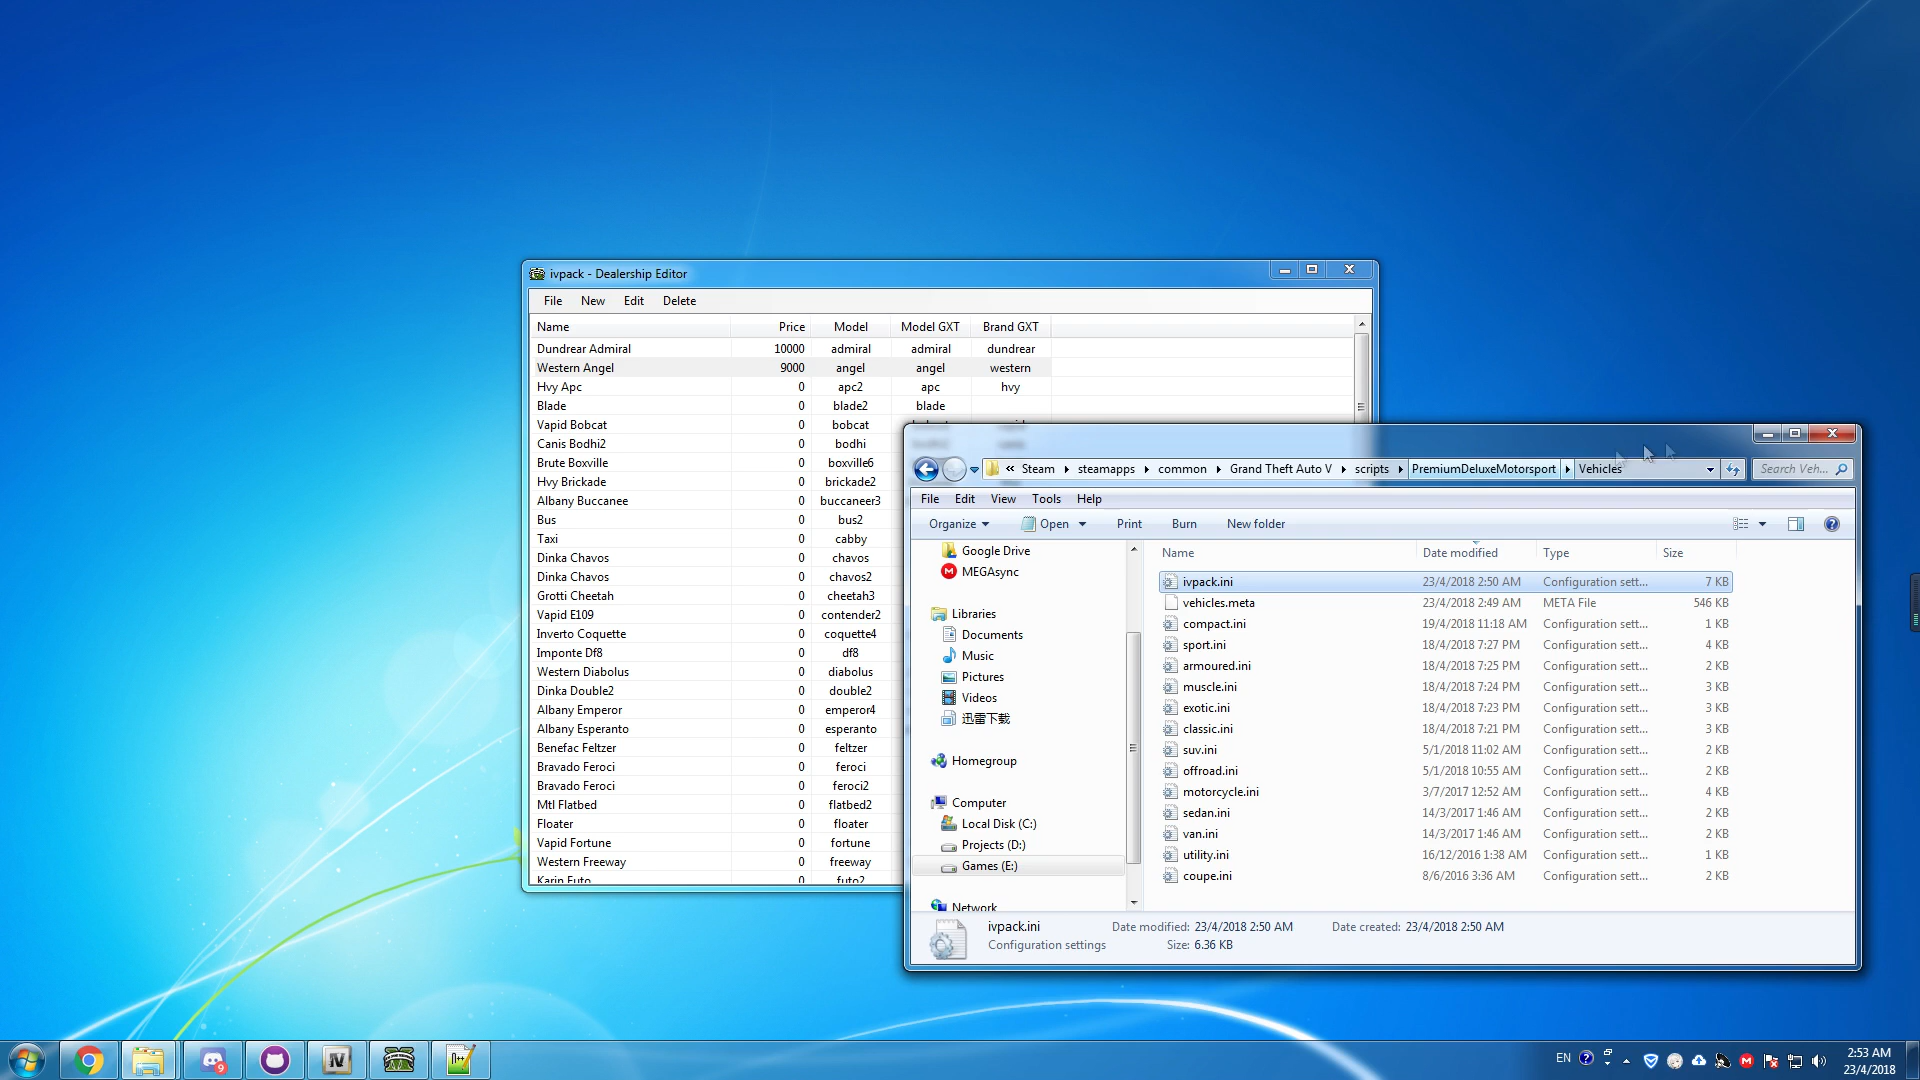 ivpack - Dealership Editor
File New Edit Delete
Name Price Model Model GXT Brand GXT
Dundrear Admiral 10000 admiral admiral dundrear
Western Angel 9000 angel angel western
Hvy Apc 0 apc2 apc hvy
Blade 0 blade2 blade
Vapid Bobcat 0 bobcat
Canis Bodhi2 0 bodhi
Brute Boxville 0 boxville6
Hvy Brickade 0 brickade2
Albany Buccanee 0 buccaneer3
Bus 0 bus2
Taxi 0 cabby
Dinka Chavos 0 chavos
Dinka Chavos 0 chavos2
Grotti Cheetah 0 cheetah3
Vapid E109 0 contender2
Inverto Coquette 0 coquette4
Imponte Df8 0 df8
Western Diabolus 0 diabolus
Dinka Double2 0 double2
Albany Emperor 0 emperor4
Albany Esperanto 0 esperanto
Benefac Feltzer 0 feltzer
Bravado Feroci 0 feroci
Bravado Feroci 0 feroci2
Mtl Flatbed 0 flatbed2
Floater 0 floater
Vapid Fortune 0 fortune
Western Freeway 0 freeway
Karin Futo 0 futo2
« Steam steamapps common Grand Theft Auto V scripts PremiumDeluxeMotorsport Vehicles Search Veh...
File Edit View Tools Help
Organize Open Print Burn New folder
Google Drive
MEGAsync
Libraries
Documents
Music
Pictures
Videos
迅雷下载
Homegroup
Computer
Local Disk (C:)
Projects (D:)
Games (E:)
Network
Name Date modified Type Size
ivpack.ini 23/4/2018 2:50 AM Configuration sett... 7 KB
vehicles.meta 23/4/2018 2:49 AM META File 546 KB
compact.ini 19/4/2018 11:18 AM Configuration sett... 1 KB
sport.ini 18/4/2018 7:27 PM Configuration sett... 4 KB
armoured.ini 18/4/2018 7:25 PM Configuration sett... 2 KB
muscle.ini 18/4/2018 7:24 PM Configuration sett... 3 KB
exotic.ini 18/4/2018 7:23 PM Configuration sett... 3 KB
classic.ini 18/4/2018 7:21 PM Configuration sett... 3 KB
suv.ini 5/1/2018 11:02 AM Configuration sett... 2 KB
offroad.ini 5/1/2018 10:55 AM Configuration sett... 2 KB
motorcycle.ini 3/7/2017 12:52 AM Configuration sett... 4 KB
sedan.ini 14/3/2017 1:46 AM Configuration sett... 2 KB
van.ini 14/3/2017 1:46 AM Configuration sett... 2 KB
utility.ini 16/12/2016 1:38 AM Configuration sett... 1 KB
coupe.ini 8/6/2016 3:36 AM Configuration sett... 2 KB
ivpack.ini Date modified: 23/4/2018 2:50 AM Date created: 23/4/2018 2:50 AM
Configuration settings Size: 6.36 KB
9
IV
n++
EN
2:53 AM
23/4/2018